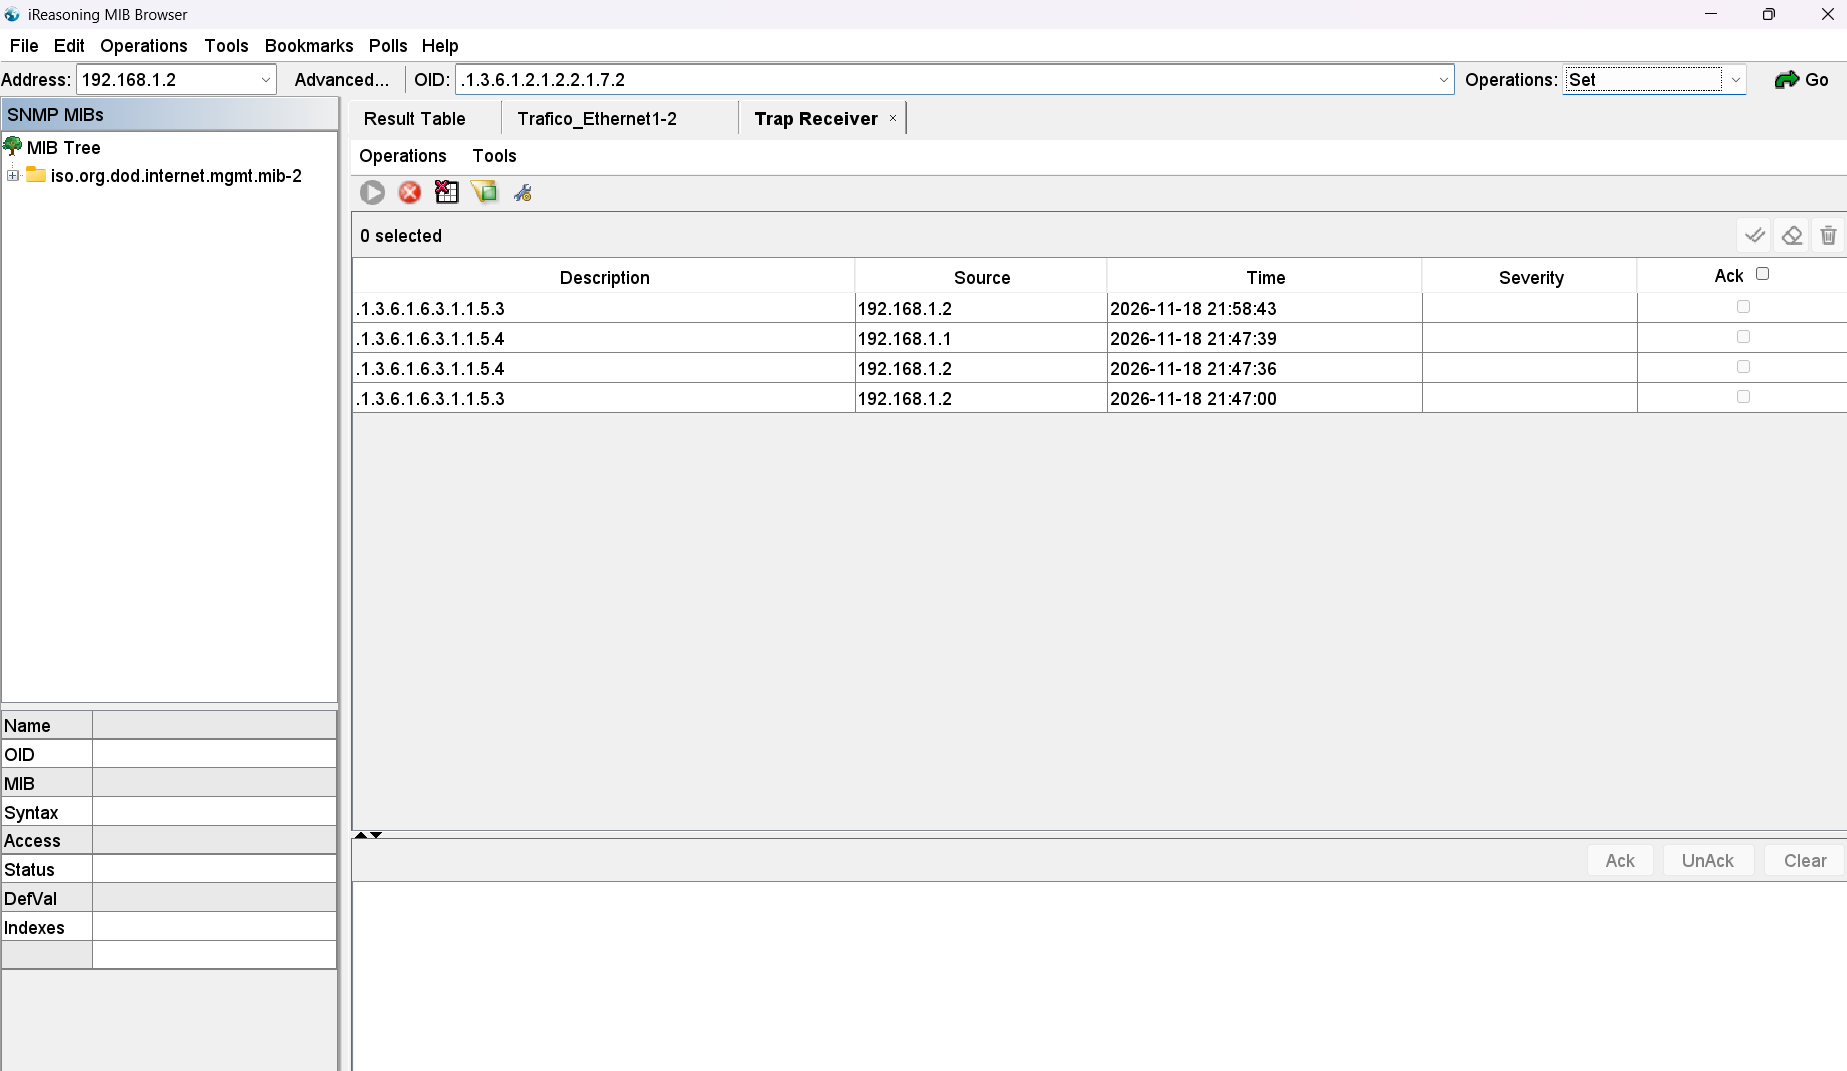 iReasoning MIB Browser
File Edit Operations Tools Bookmarks Polls Help
Address: 192.168.1.2 Advanced... OID: .1.3.6.1.2.1.2.2.1.7.2 Operations: Set Go
SNMP MIBs
MIB Tree
iso.org.dod.internet.mgmt.mib-2
Name
OID
MIB
Syntax
Access
Status
DefVal
Indexes
Result Table Trafico_Ethernet1-2 Trap Receiver
Operations Tools
0 selected
Description Source Time Severity Ack
.1.3.6.1.6.3.1.1.5.3 192.168.1.2 2026-11-18 21:58:43
.1.3.6.1.6.3.1.1.5.4 192.168.1.1 2026-11-18 21:47:39
.1.3.6.1.6.3.1.1.5.4 192.168.1.2 2026-11-18 21:47:36
.1.3.6.1.6.3.1.1.5.3 192.168.1.2 2026-11-18 21:47:00
Ack UnAck Clear